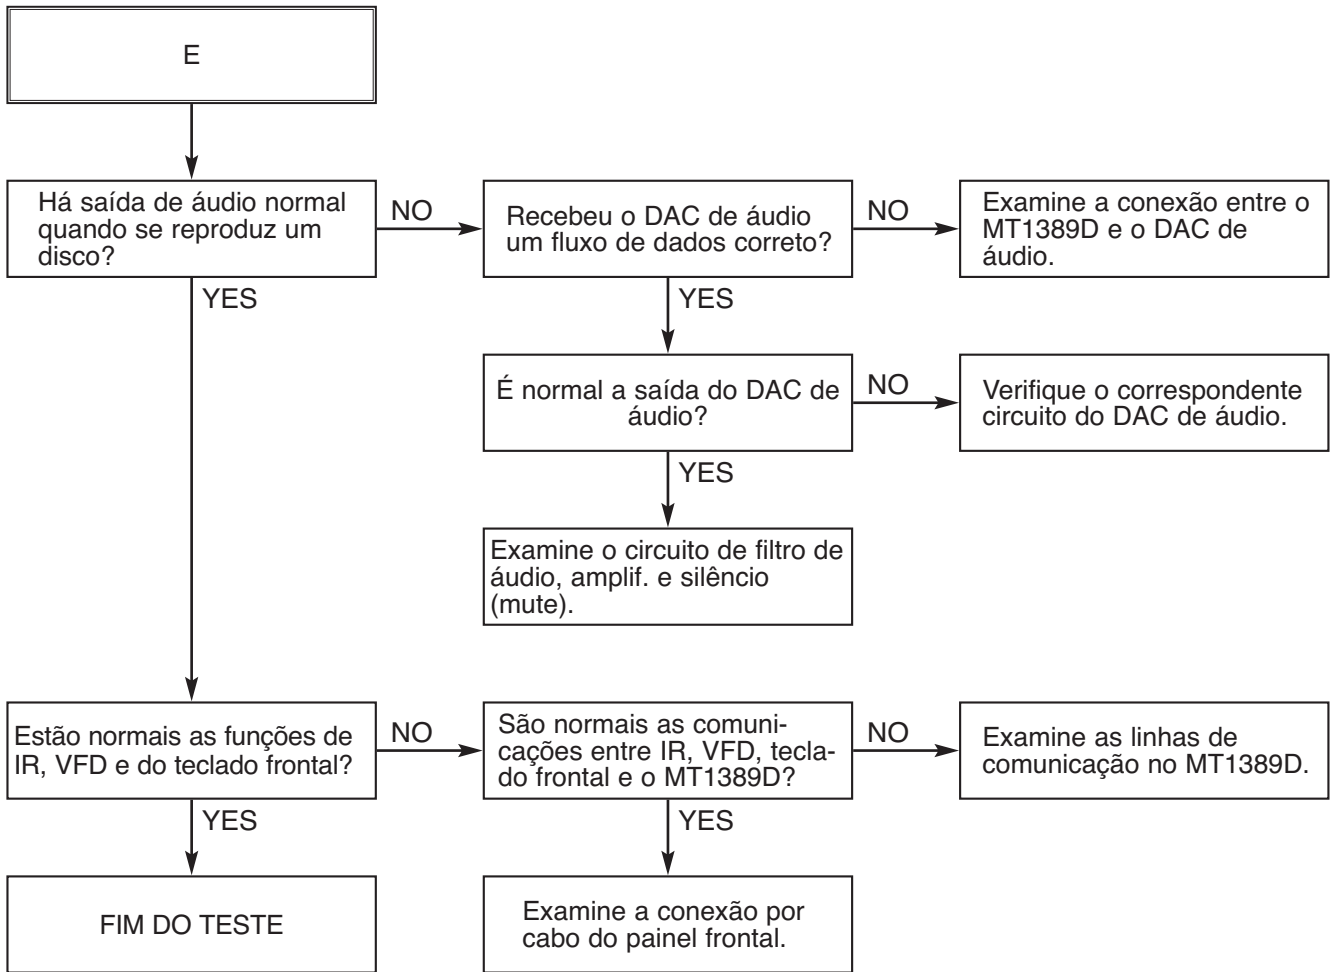 E
Há saída de áudio normal
quando se reproduz um
disco?
NO
Recebeu o DAC de áudio
um fluxo de dados correto?
NO
Examine a conexão entre o
MT1389D e o DAC de
áudio.
YES
YES
É normal a saída do DAC de
áudio?
NO
Verifique o correspondente
circuito do DAC de áudio.
YES
Examine o circuito de filtro de
áudio, amplif. e silêncio
(mute).
Estão normais as funções de
IR, VFD e do teclado frontal?
NO
São normais as comuni-
cações entre IR, VFD, tecla-
do frontal e o MT1389D?
NO
Examine as linhas de
comunicação no MT1389D.
YES
YES
FIM DO TESTE
Examine a conexão por
cabo do painel frontal.